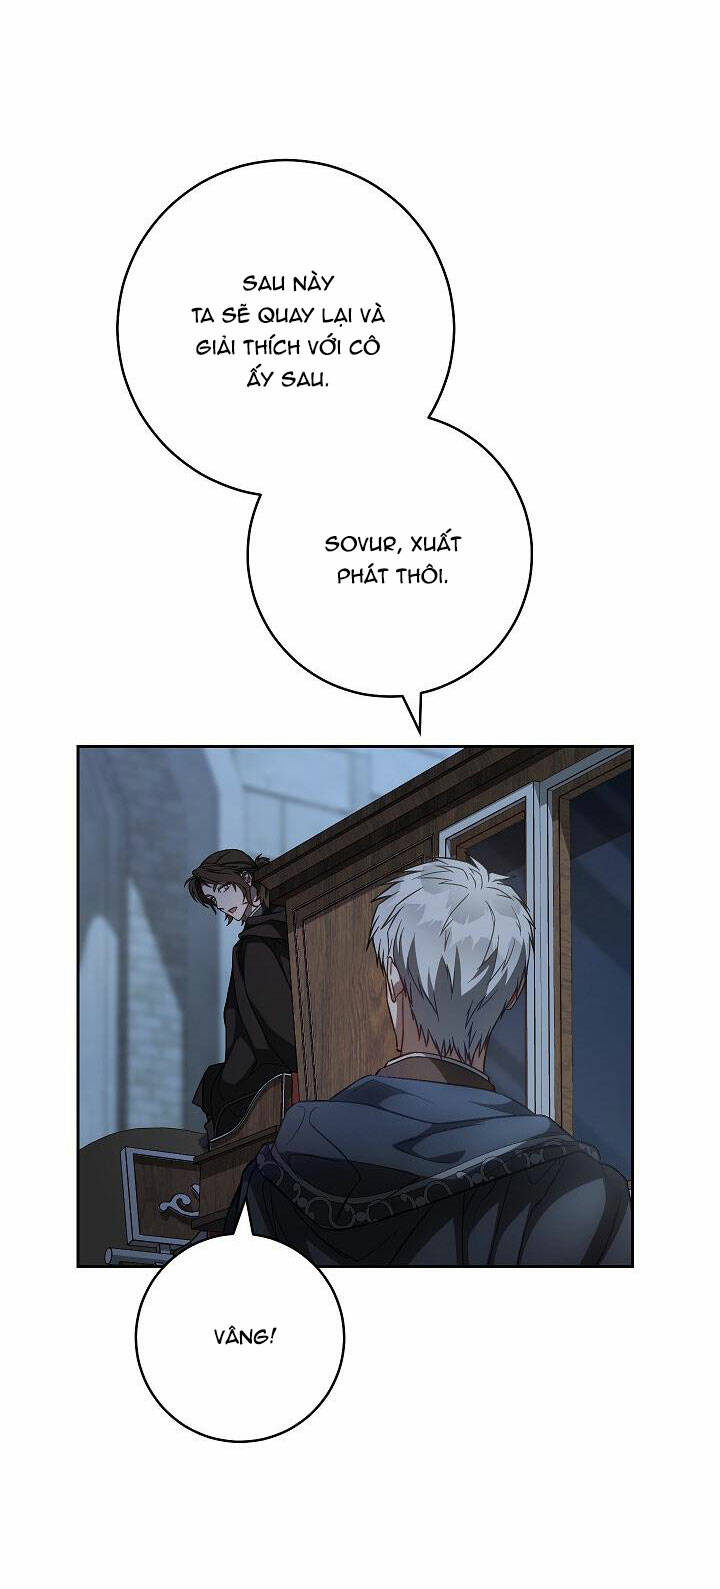 SAU NÀY
TA SẼ QUAY LẠI VÀ
GIẢI THÍCH VỚI CÔ
ẤY SAU.
SOVUR, XUẤT
PHÁT THÔI.
VÂNG!